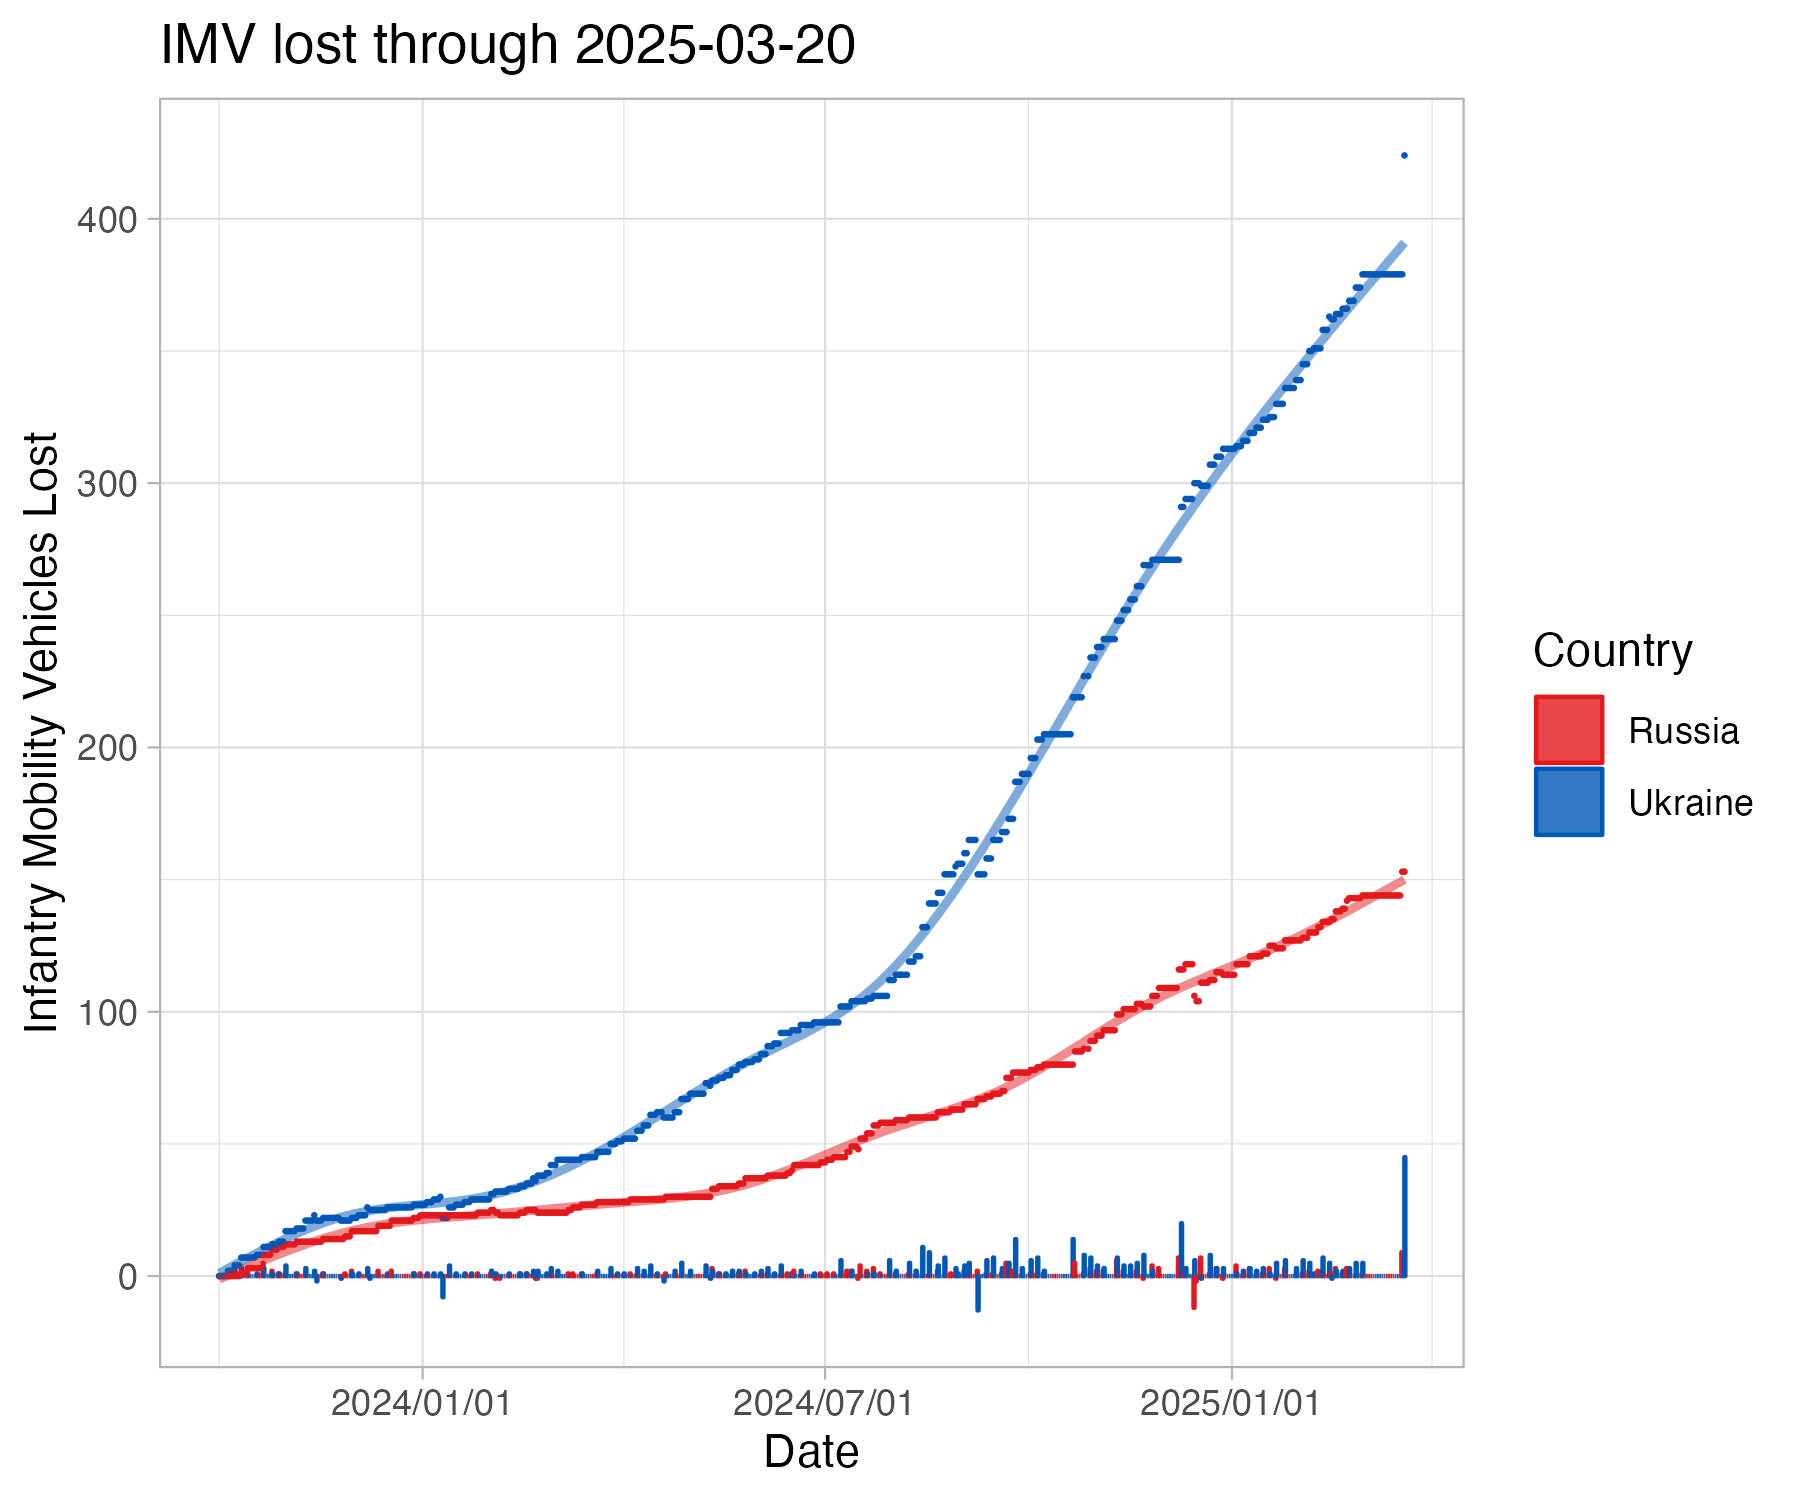 IMV lost through 2025-03-20
Infantry Mobility Vehicles Lost
400
300
200
100
0
2024/01/01
2024/07/01
2025/01/01
Date
Country
Russia
Ukraine